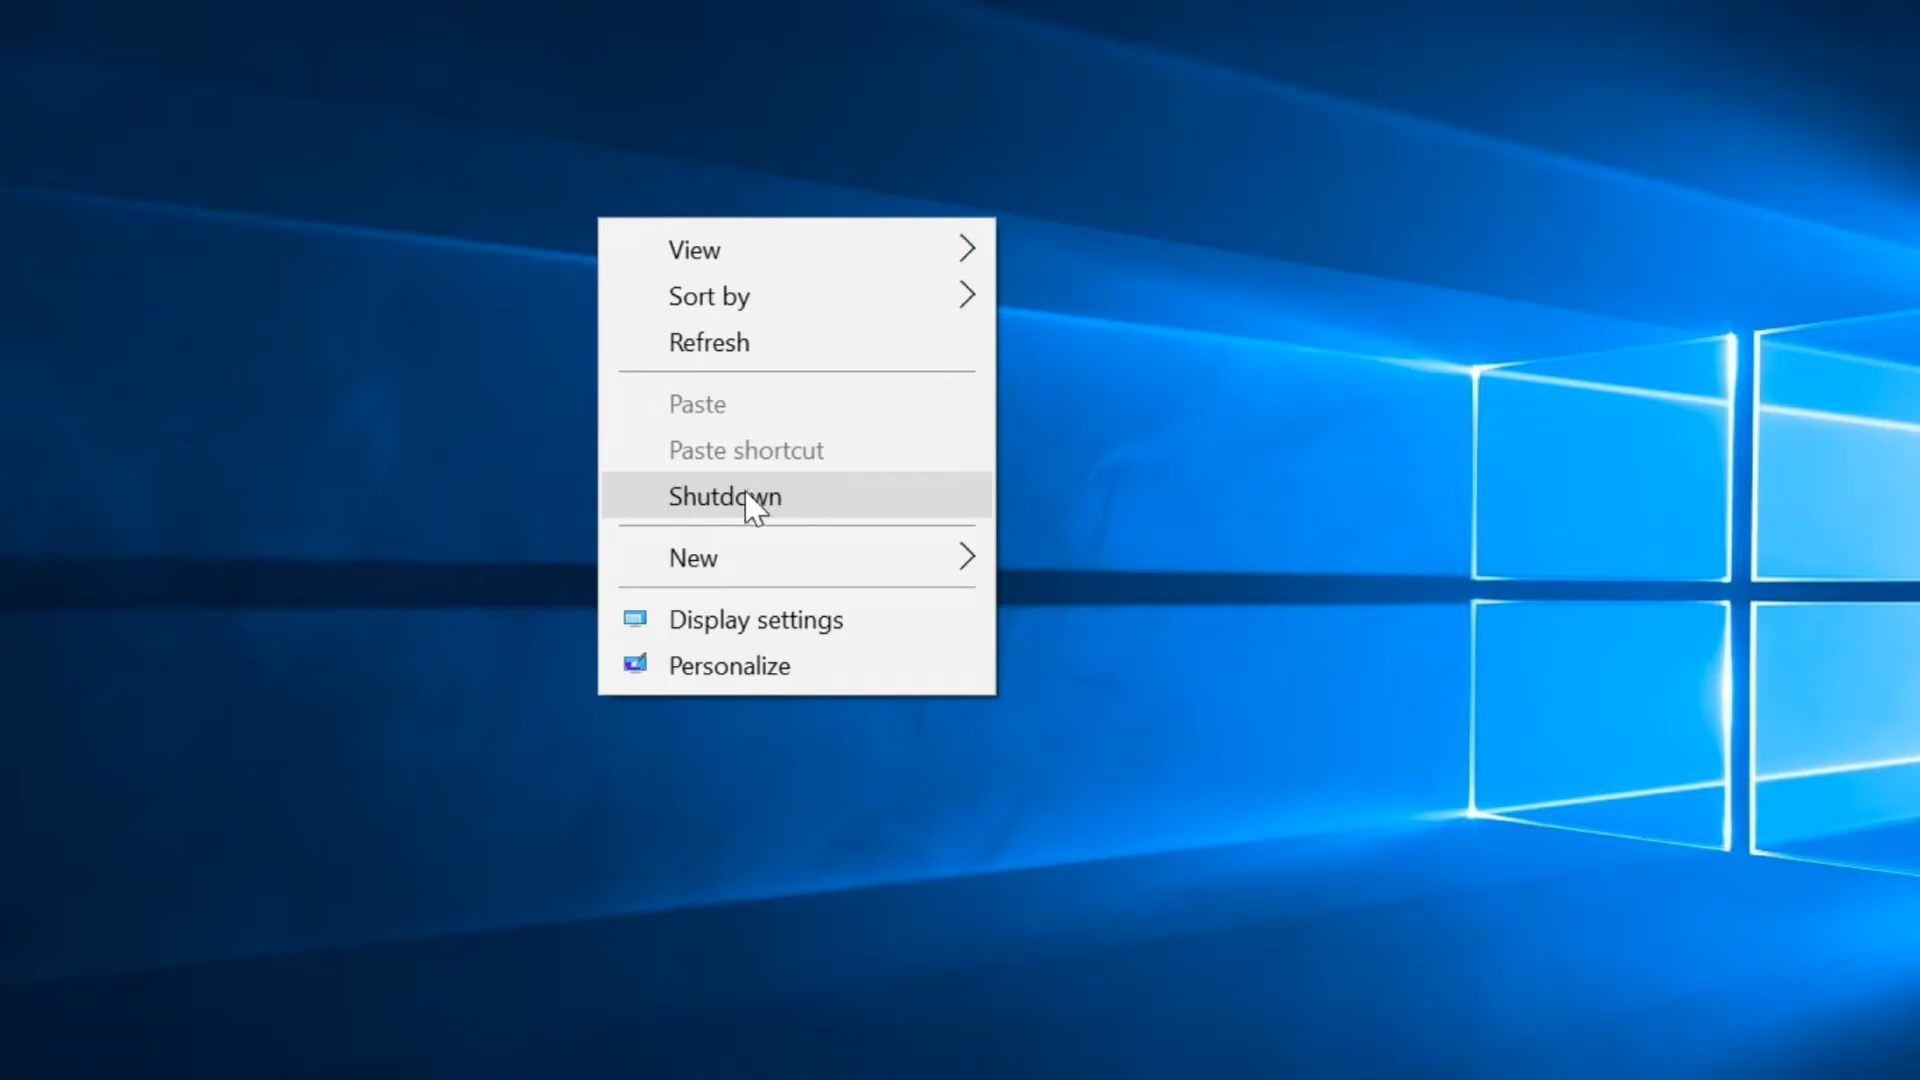 View
Sort by
Refresh
Paste
Paste shortcut
Shutdown
New
Display settings
Personalize